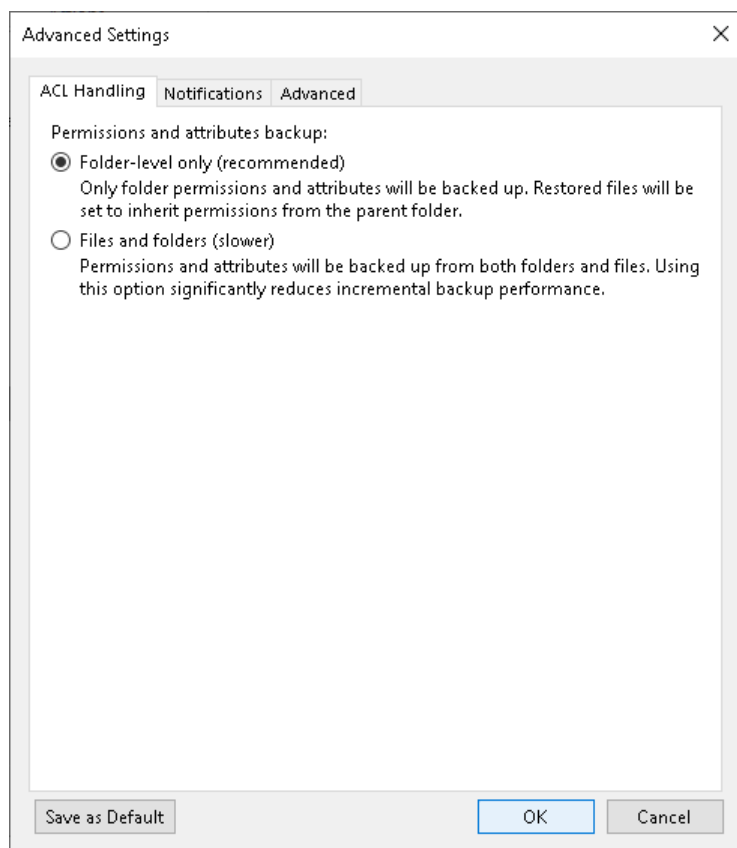 Advanced Settings
ACL Handling Notifications Advanced
Permissions and attributes backup:
Folder-level only (recommended)
Only folder permissions and attributes will be backed up. Restored files will be
set to inherit permissions from the parent folder.
Files and folders (slower)
Permissions and attributes will be backed up from both folders and files. Using
this option significantly reduces incremental backup performance.
Save as Default OK Cancel